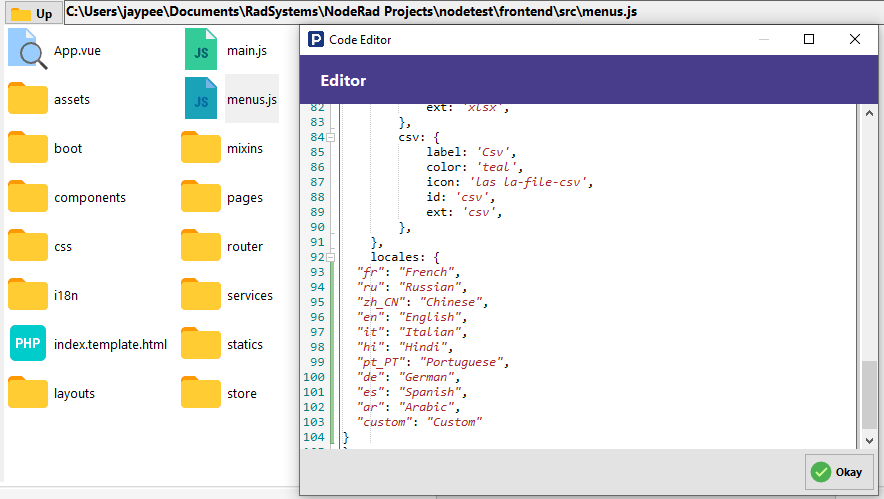 Up
C:\Users\jaypee\Documents\RadSystems\NodeRad Projects\nodetest\frontend\src\menus.js
App.vue
JS
main.js
assets
JS
menus.js
boot
mixins
components
pages
css
router
i18n
services
PHP
index.template.html
statics
layouts
store
P
Code Editor
Editor
82 ext: 'xlsx',
83 },
84 csv: {
85 label: 'Csv',
86 color: 'teal',
87 icon: 'las la-file-csv',
88 id: 'csv',
89 ext: 'csv',
90 },
91 },
92 locales: {
93 "fr": "French",
94 "ru": "Russian",
95 "zh_CN": "Chinese",
96 "en": "English",
97 "it": "Italian",
98 "hi": "Hindi",
99 "pt_PT": "Portuguese",
100 "de": "German",
101 "es": "Spanish",
102 "ar": "Arabic",
103 "custom": "Custom"
104 }
Okay